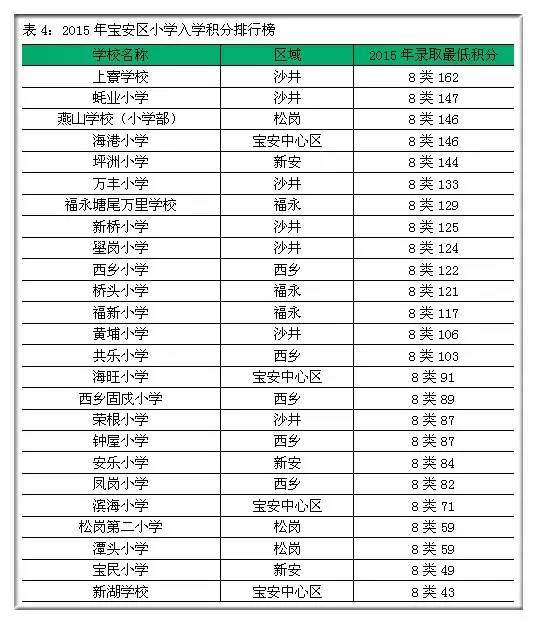 表 4：2015 年宝安区小学入学积分排行榜
学校名称 区域 2015 年录取最低积分
上寮学校 沙井 8 类 162
蚝业小学 沙井 8 类 147
燕山学校（小学部） 松岗 8 类 146
海港小学 宝安中心区 8 类 146
坪洲小学 新安 8 类 144
万丰小学 沙井 8 类 133
福永塘尾万里学校 福永 8 类 129
新桥小学 沙井 8 类 125
壆岗小学 沙井 8 类 124
西乡小学 西乡 8 类 122
桥头小学 福永 8 类 121
福新小学 福永 8 类 117
黄埔小学 沙井 8 类 106
共乐小学 西乡 8 类 103
海旺小学 宝安中心区 8 类 91
西乡固戍小学 西乡 8 类 89
荣根小学 沙井 8 类 87
钟屋小学 西乡 8 类 87
安乐小学 新安 8 类 84
凤岗小学 西乡 8 类 82
滨海小学 宝安中心区 8 类 71
松岗第二小学 松岗 8 类 59
潭头小学 松岗 8 类 59
宝民小学 新安 8 类 49
新湖学校 宝安中心区 8 类 43